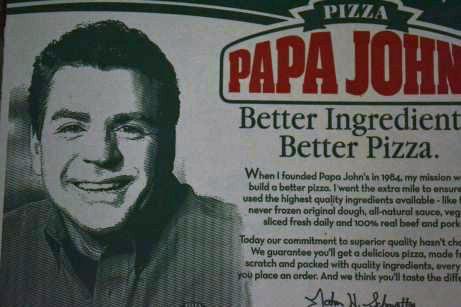 PIZZA
PAPA JOHN
Better Ingredient
Better Pizza.
When I founded Papa John's in 1984, my mission w
build a better pizza. I went the extra mile to ensure
used the highest quality ingredients available - like
never frozen original dough, all-natural sauce, veg
sliced fresh daily and 100% real beef and pork
Today our commitment to superior quality hasn't cha
We guarantee you'll get a delicious pizza, made f
scratch and packed with quality ingredients, every
you place an order. And we think you'll taste the diffe